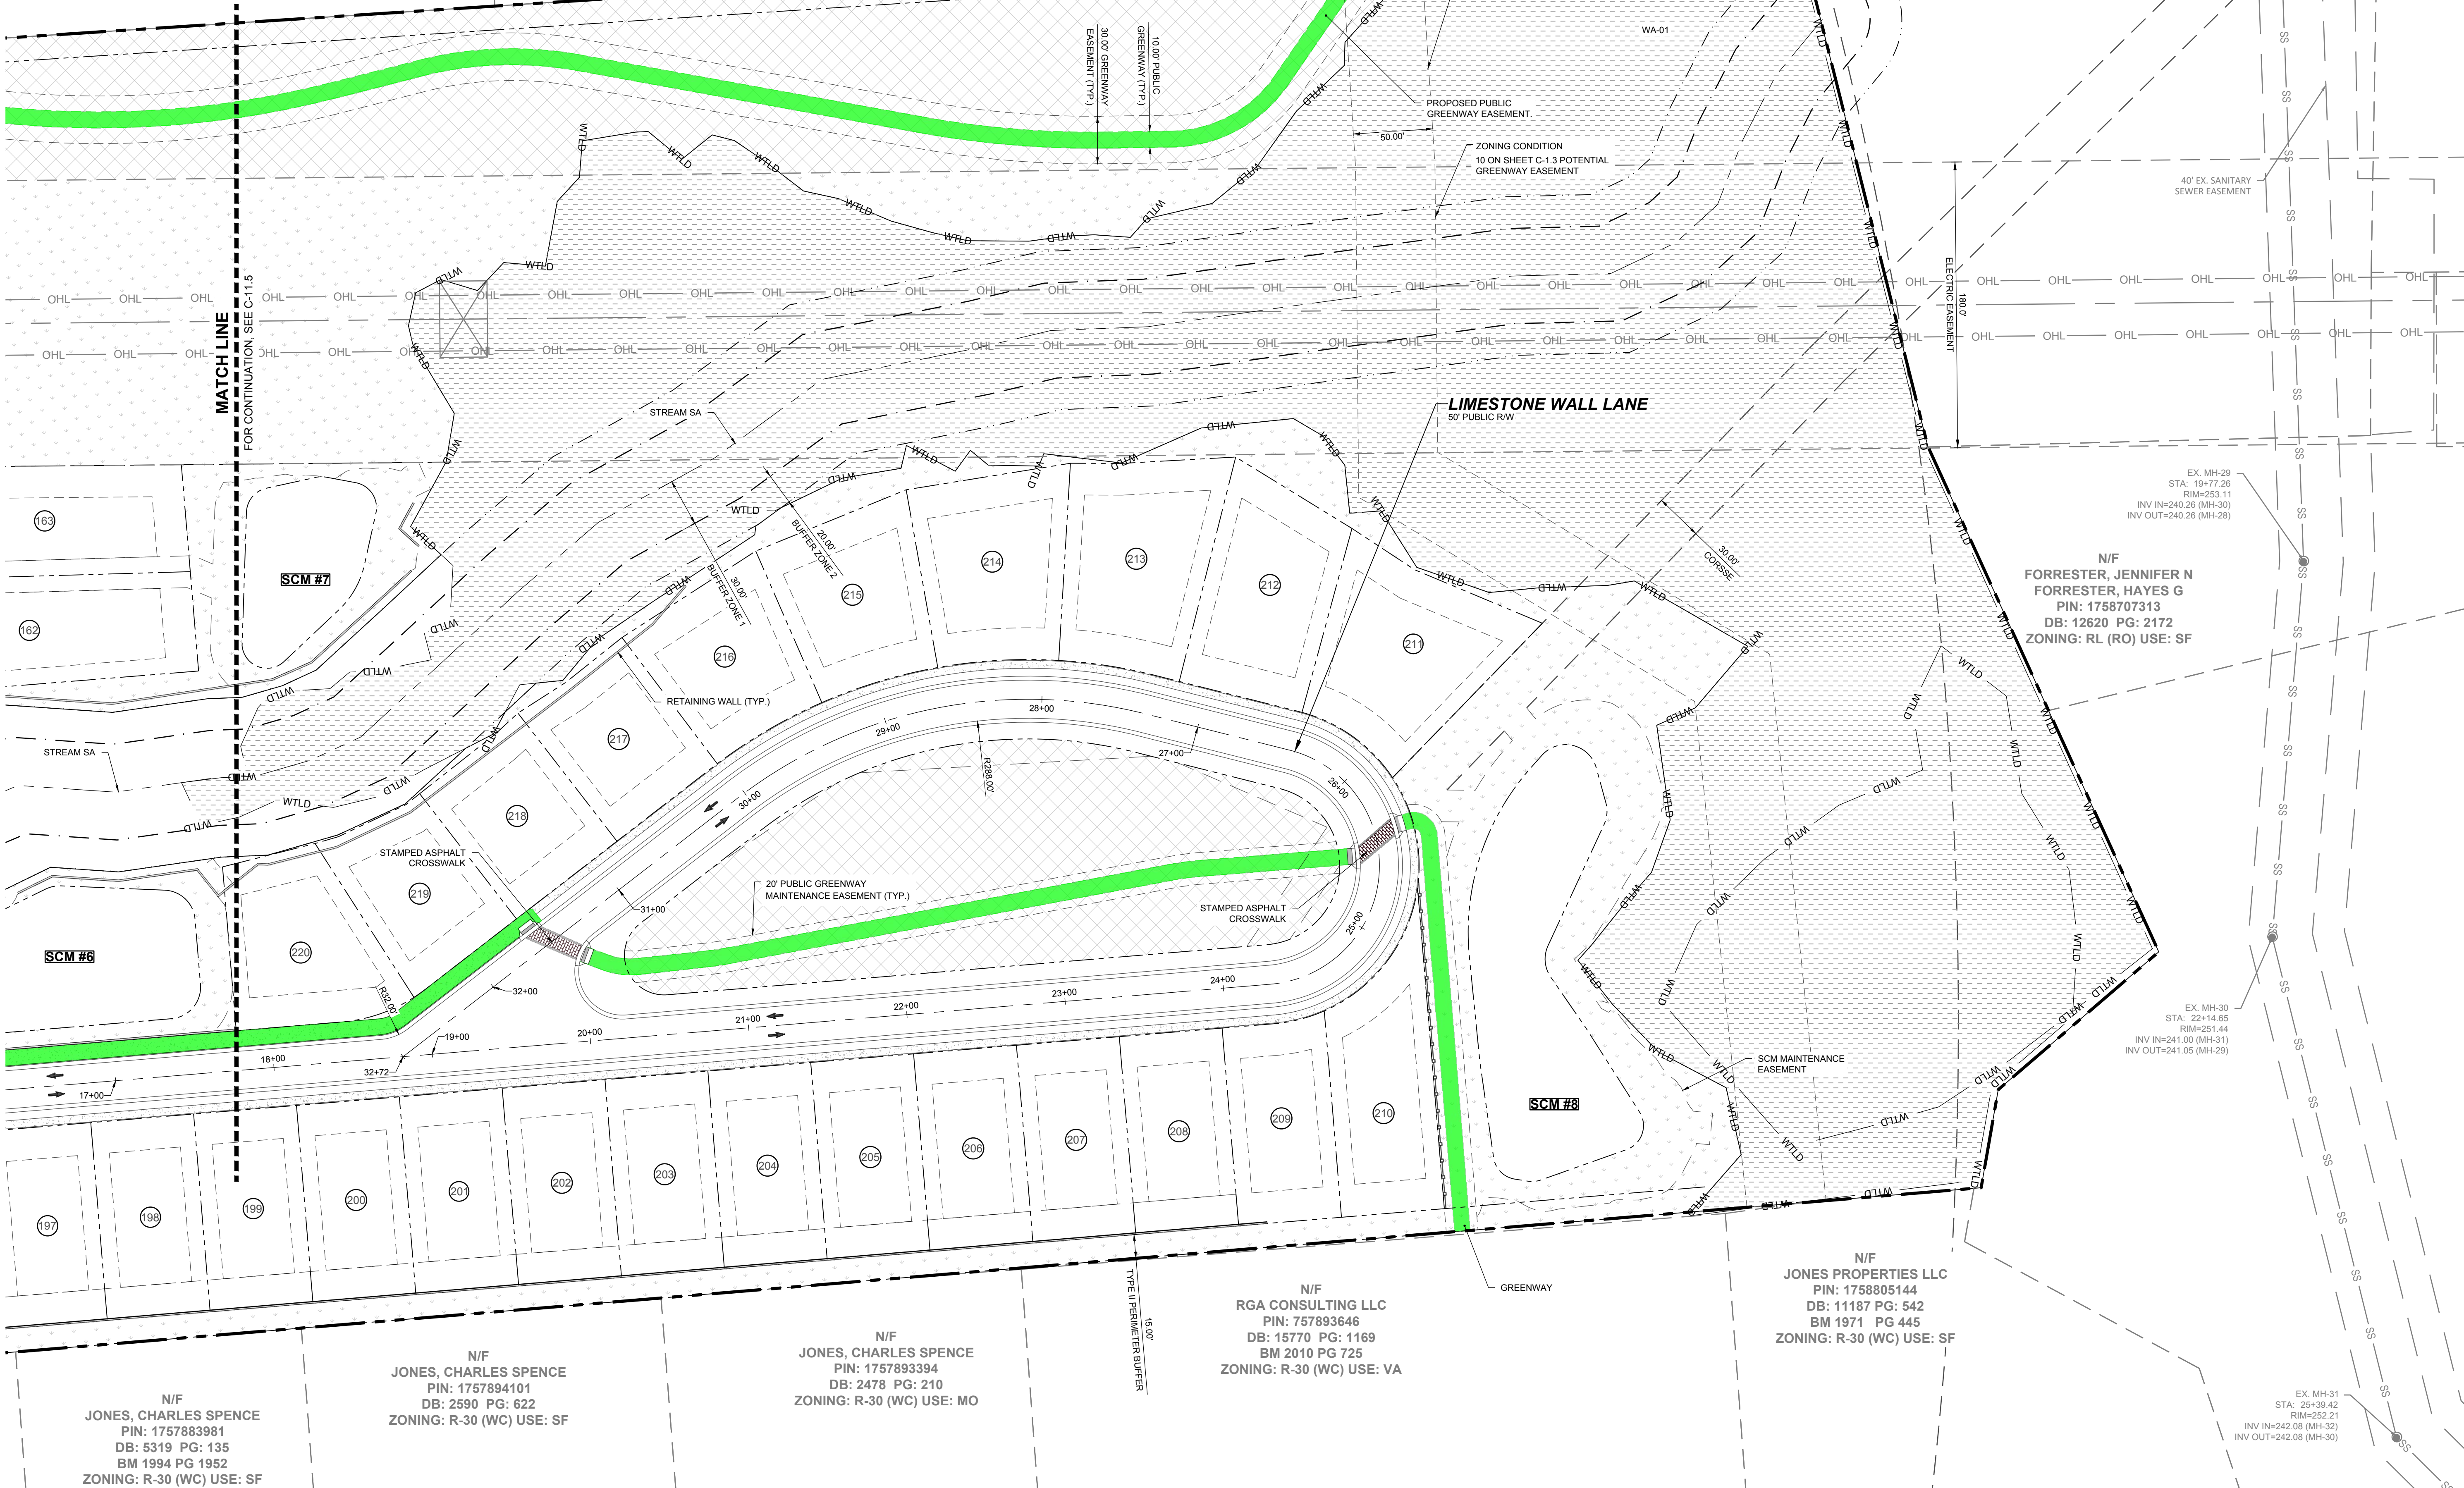 WA-01
30.00' GREENWAY
EASEMENT (TYP.)
10.00' PUBLIC
GREENWAY (TYP.)
PROPOSED PUBLIC
GREENWAY EASEMENT.
50.00'
ZONING CONDITION
10 ON SHEET C-1.3 POTENTIAL
GREENWAY EASEMENT
40' EX. SANITARY
SEWER EASEMENT
180.0'
ELECTRIC EASEMENT
MATCH LINE
FOR CONTINUATION, SEE C-11.5
OHL
WTLD
SS
STREAM SA
LIMESTONE WALL LANE
50' PUBLIC R/W
EX. MH-29
STA: 19+77.26
RIM=253.11
INV IN=240.26 (MH-30)
INV OUT=240.26 (MH-28)
N/F
FORRESTER, JENNIFER N
FORRESTER, HAYES G
PIN: 1758707313
DB: 12620 PG: 2172
ZONING: RL (RO) USE: SF
163
162
SCM #7
20.00'
BUFFER ZONE 2
30.00'
BUFFER ZONE 1
30.00'
CORSSE
215
214
213
212
211
216
217
218
219
220
RETAINING WALL (TYP.)
STREAM SA
28+00
29+00
27+00
26+00
30+00
R288.00'
STAMPED ASPHALT
CROSSWALK
20' PUBLIC GREENWAY
MAINTENANCE EASEMENT (TYP.)
STAMPED ASPHALT
CROSSWALK
31+00
25+00
SCM #6
R32.00'
32+00
24+00
23+00
22+00
21+00
20+00
19+00
18+00
32+72
17+00
EX. MH-30
STA: 22+14.65
RIM=251.44
INV IN=241.00 (MH-31)
INV OUT=241.05 (MH-29)
SCM MAINTENANCE
EASEMENT
SCM #8
197
198
199
200
201
202
203
204
205
206
207
208
209
210
15.00'
TYPE II PERIMETER BUFFER
GREENWAY
N/F
JONES, CHARLES SPENCE
PIN: 1757883981
DB: 5319 PG: 135
BM 1994 PG 1952
ZONING: R-30 (WC) USE: SF
N/F
JONES, CHARLES SPENCE
PIN: 1757894101
DB: 2590 PG: 622
ZONING: R-30 (WC) USE: SF
N/F
JONES, CHARLES SPENCE
PIN: 1757893394
DB: 2478 PG: 210
ZONING: R-30 (WC) USE: MO
N/F
RGA CONSULTING LLC
PIN: 757893646
DB: 15770 PG: 1169
BM 2010 PG 725
ZONING: R-30 (WC) USE: VA
N/F
JONES PROPERTIES LLC
PIN: 1758805144
DB: 11187 PG: 542
BM 1971 PG 445
ZONING: R-30 (WC) USE: SF
EX. MH-31
STA: 25+39.42
RIM=252.21
INV IN=242.08 (MH-32)
INV OUT=242.08 (MH-30)